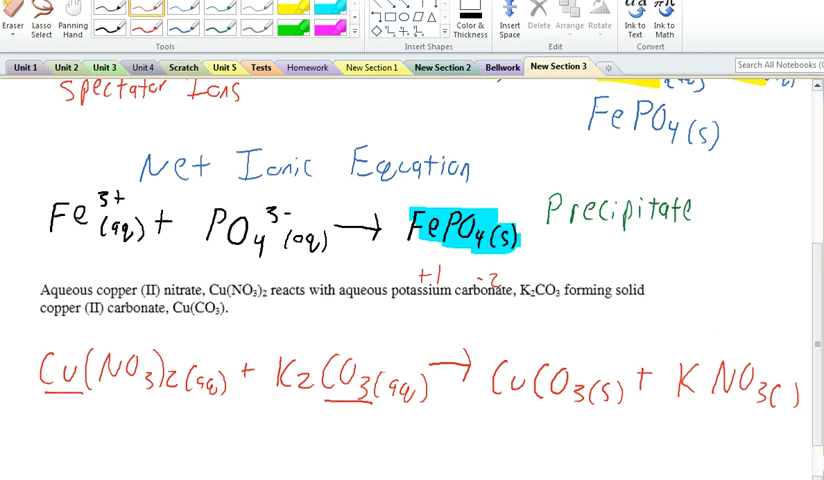 Eraser Lasso Select Panning Hand Color & Thickness Insert Space Delete Arrange Rotate Ink to Text Ink to Math
Tools Insert Shapes Edit Convert
Unit 1 Unit 2 Unit 3 Unit 4 Scratch Unit 5 Tests Homework New Section 1 New Section 2 Bellwork New Section 3 Search All Notebooks (
Spectator Ions
FePO4(s)
Net Ionic Equation
Fe³⁺(aq) + PO₄³⁻(aq) → FePO4(s) Precipitate
+1 -2
Aqueous copper (II) nitrate, Cu(NO₃)₂ reacts with aqueous potassium carbonate, K₂CO₃ forming solid
copper (II) carbonate, Cu(CO₃).
Cu(NO₃)₂(aq) + K₂CO₃(aq) → CuCO₃(s) + KNO₃( )